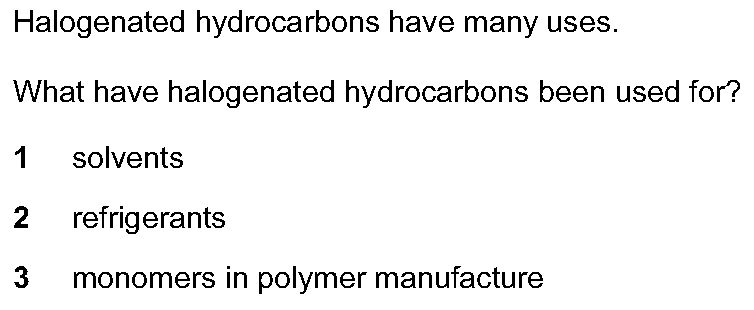 Halogenated hydrocarbons have many uses.
What have halogenated hydrocarbons been used for?
1 solvents
2 refrigerants
3 monomers in polymer manufacture